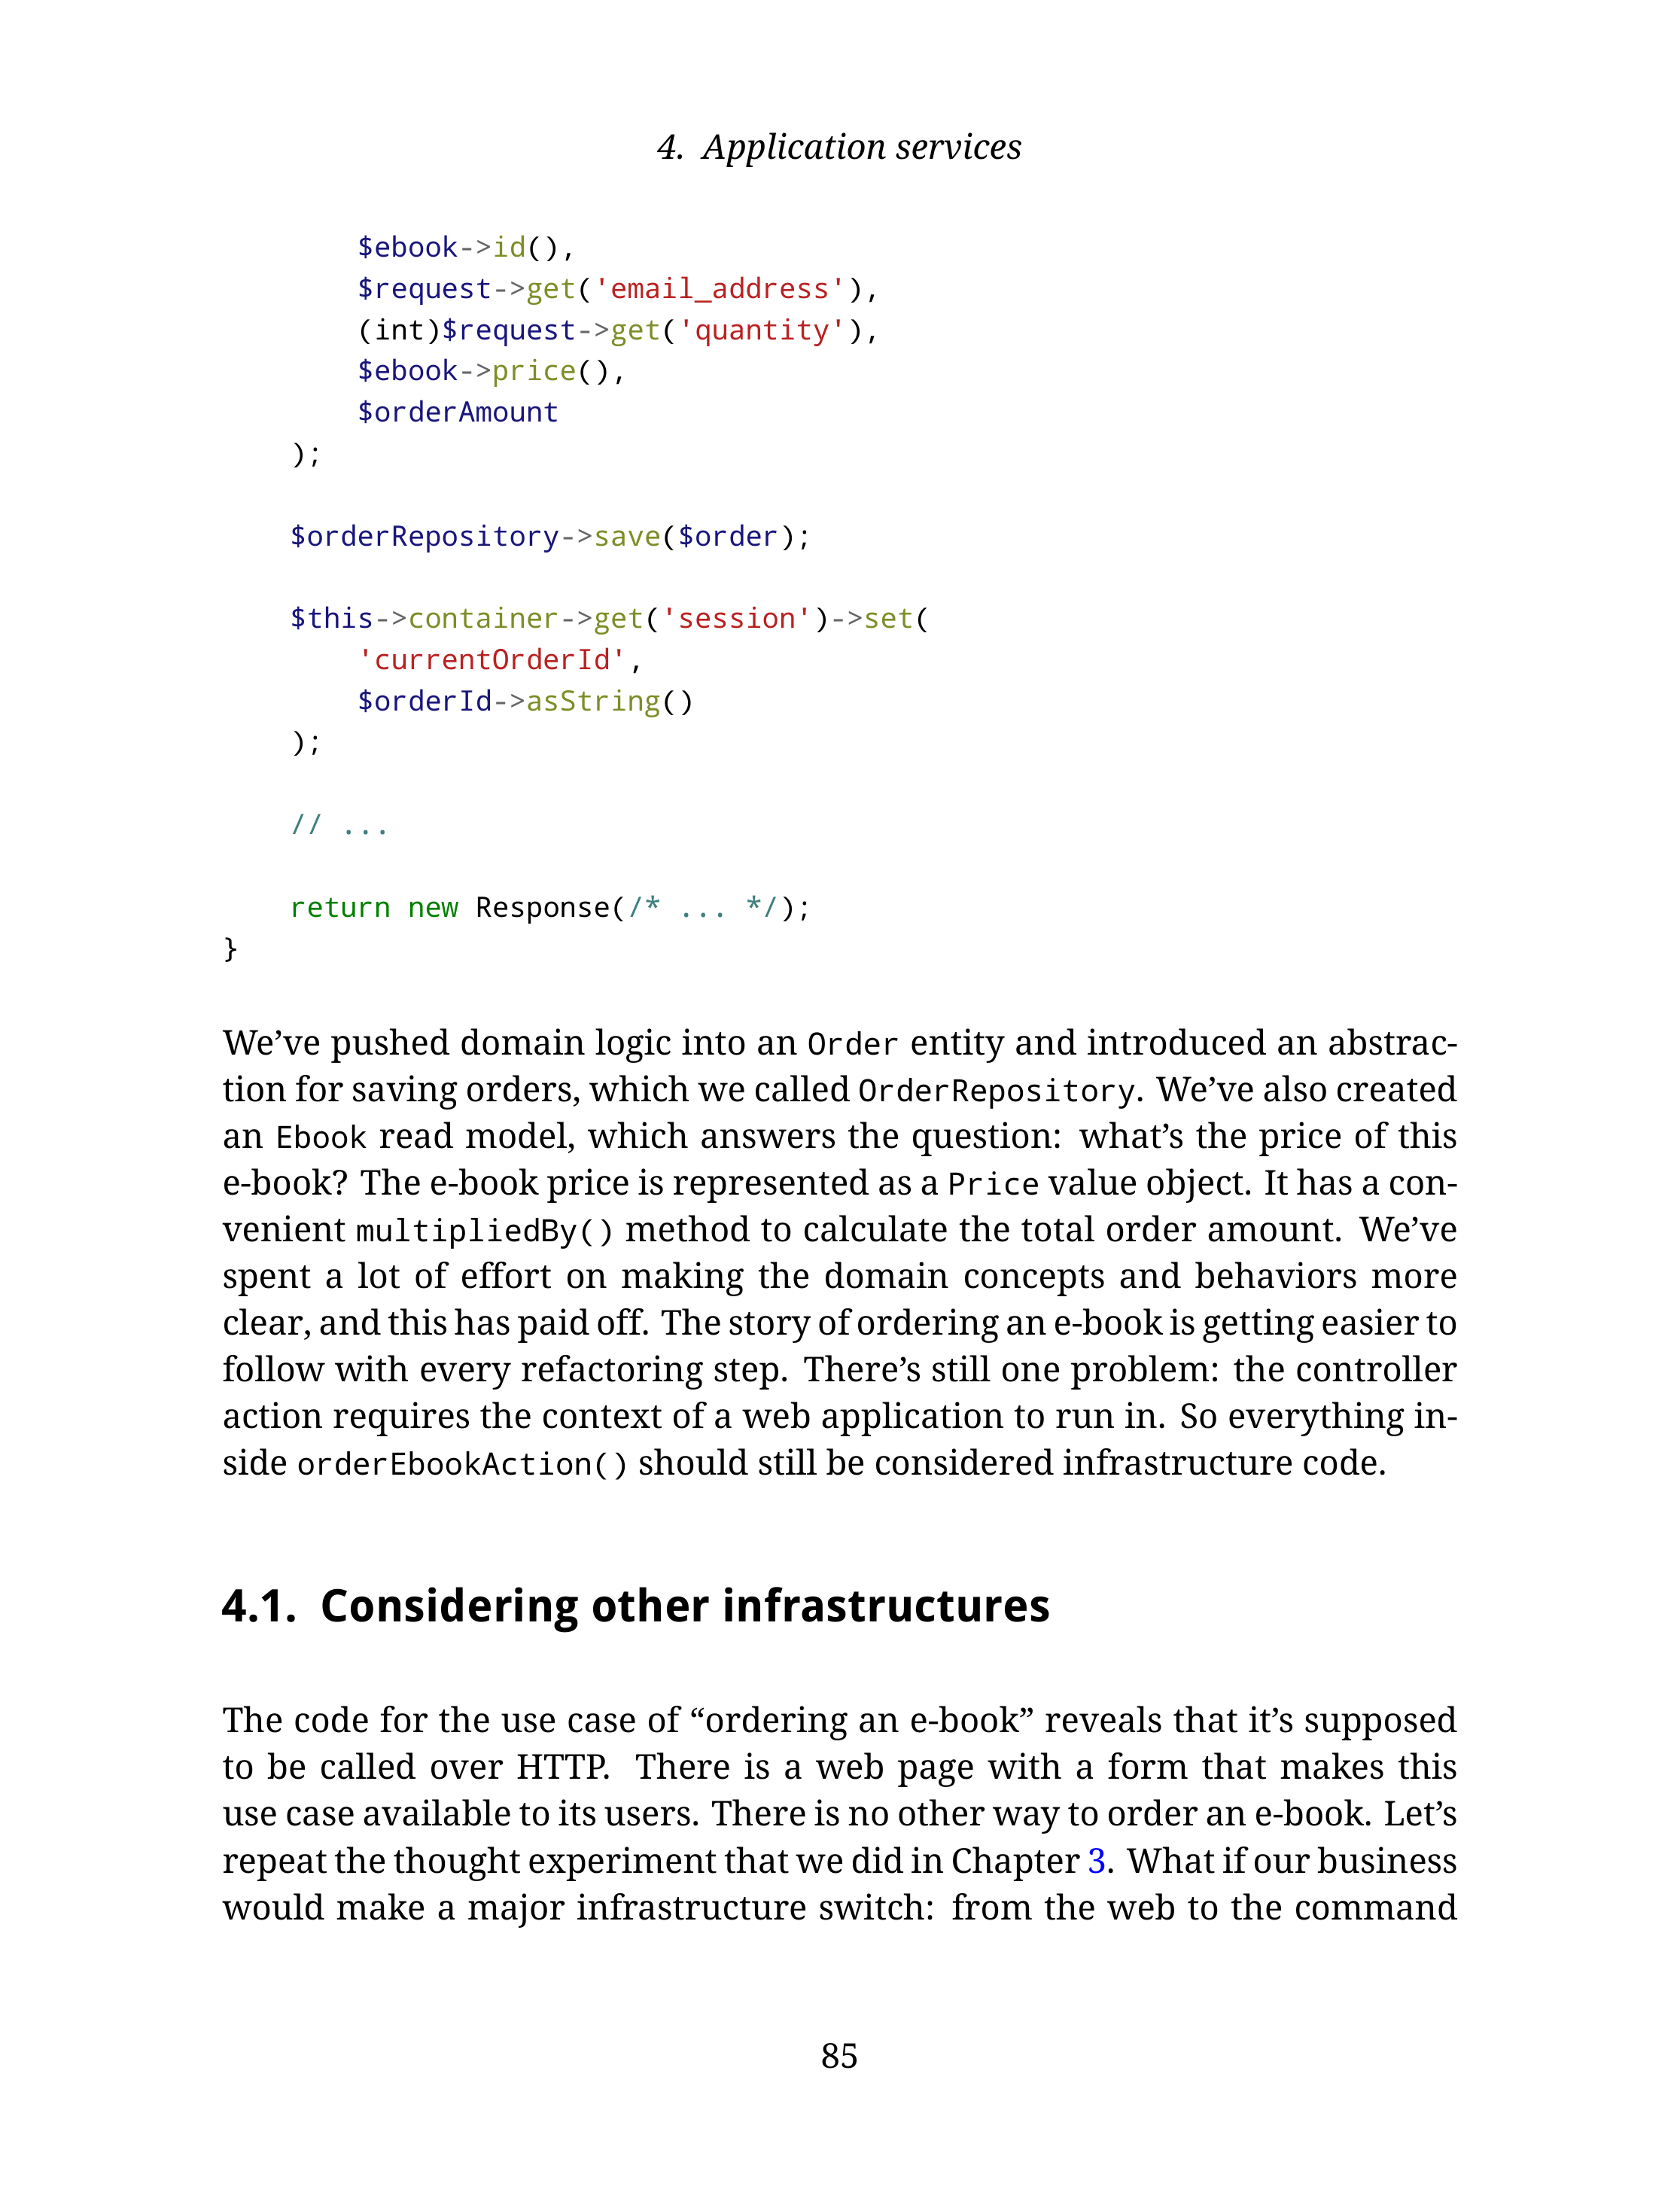 4. Application services
$ebook->id(),
$request->get('email_address'),
(int)$request->get('quantity'),
$ebook->price(),
$orderAmount
);
$orderRepository->save($order);
$this->container->get('session')->set(
'currentOrderId',
$orderId->asString()
);
// ...
return new Response(/* ... */);
}
We’ve pushed domain logic into an Order entity and introduced an abstrac-
tion for saving orders, which we called OrderRepository. We’ve also created
an Ebook read model, which answers the question: what’s the price of this
e-book? The e-book price is represented as a Price value object. It has a con-
venient multipliedBy() method to calculate the total order amount. We’ve
spent a lot of effort on making the domain concepts and behaviors more
clear, and this has paid off. The story of ordering an e-book is getting easier to
follow with every refactoring step. There’s still one problem: the controller
action requires the context of a web application to run in. So everything in-
side orderEbookAction() should still be considered infrastructure code.
4.1. Considering other infrastructures
The code for the use case of “ordering an e-book” reveals that it’s supposed
to be called over HTTP. There is a web page with a form that makes this
use case available to its users. There is no other way to order an e-book. Let’s
repeat the thought experiment that we did in Chapter 3. What if our business
would make a major infrastructure switch: from the web to the command
85